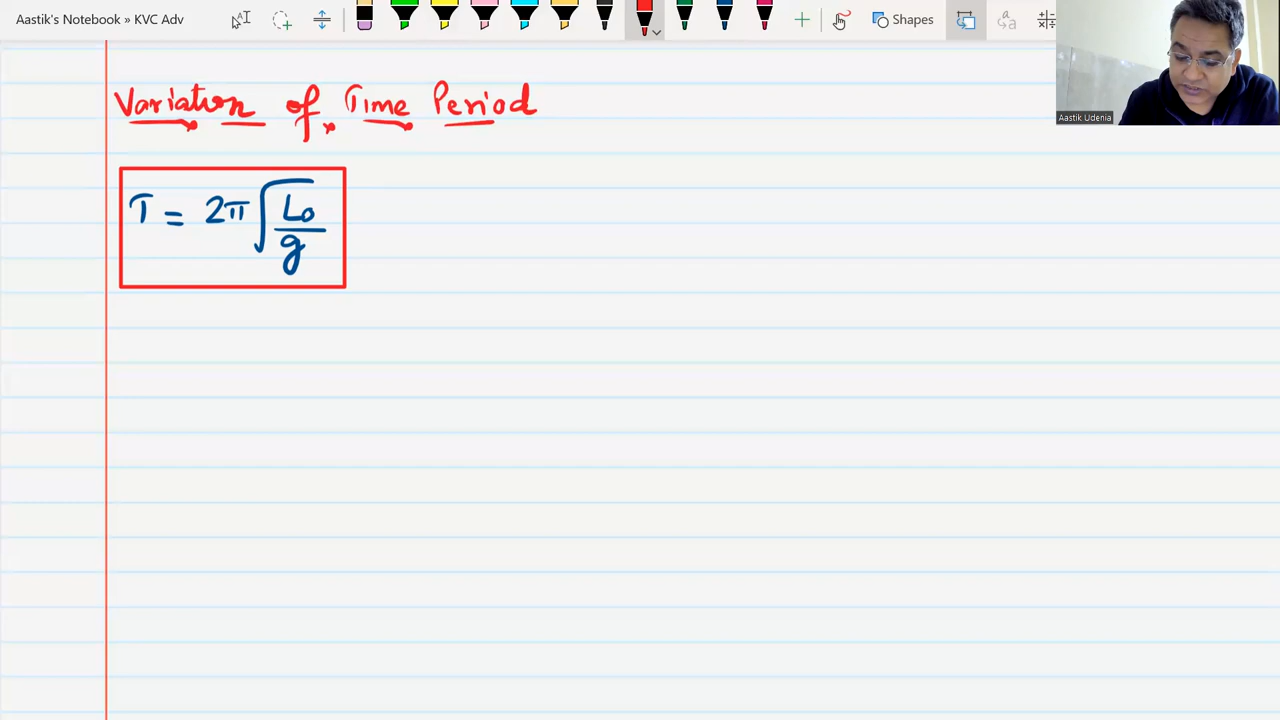 Aastik's Notebook » KVC Adv
Shapes
Aastik Udenia
Variation of Time Period
T = 2π√(L₀/g)